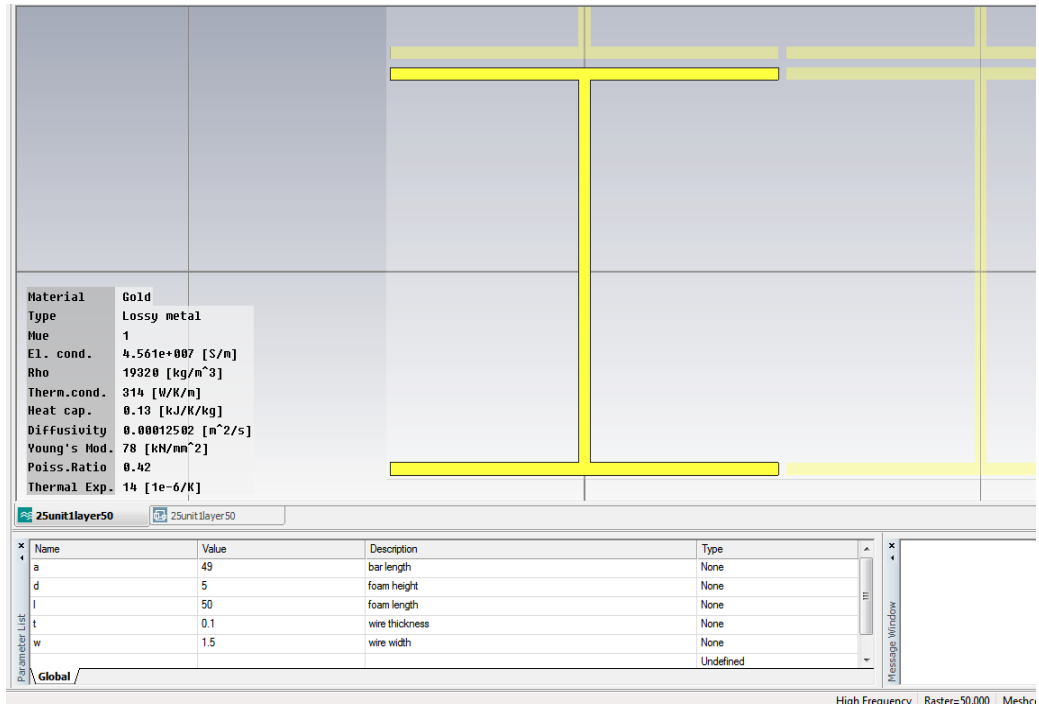 Material Gold
Type Lossy metal
Mue 1
El. cond. 4.561e+007 [S/m]
Rho 19320 [kg/m^3]
Therm.cond. 314 [W/K/m]
Heat cap. 0.13 [kJ/K/kg]
Diffusivity 0.00012502 [m^2/s]
Young's Mod. 78 [kN/mm^2]
Poiss.Ratio 0.42
Thermal Exp. 14 [1e-6/K]
25unit1layer50 25unit1layer50
Name Value Description Type
a 49 bar length None
d 5 foam height None
l 50 foam length None
t 0.1 wire thickness None
w 1.5 wire width None
Undefined
Global
Parameter List
Message Window
High Frequency Raster=50.000 Meshc